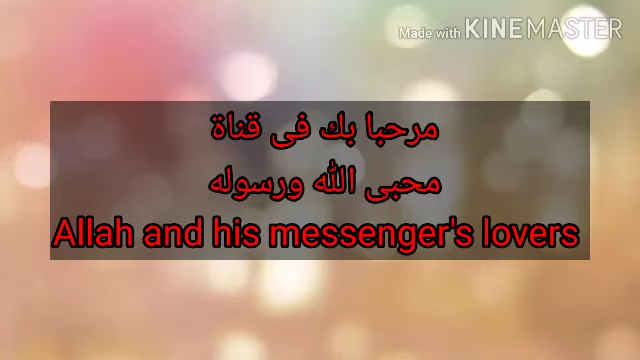 Made with KINEMASTER
مرحبا بك فى قناة
محبى الله ورسوله
Allah and his messenger's lovers